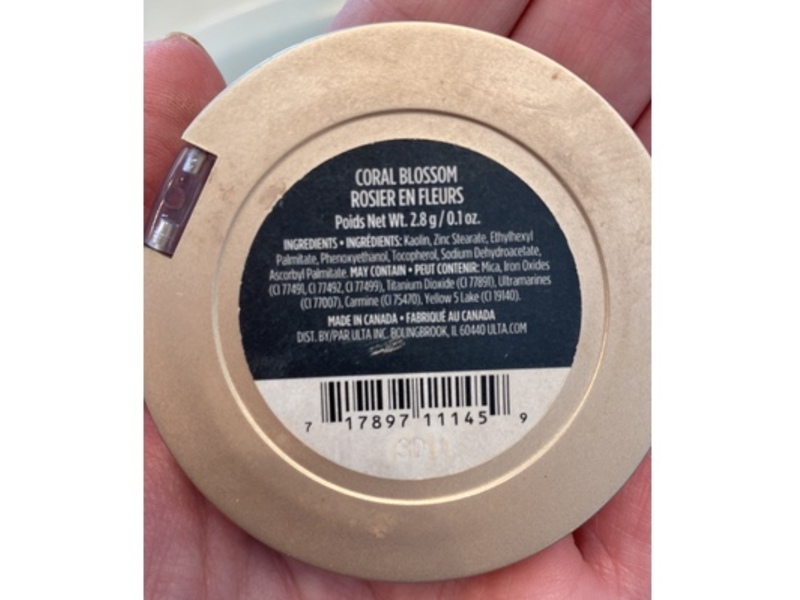 CORAL BLOSSOM
ROSIER EN FLEURS
Poids Net Wt. 2.8 g / 0.1 oz.
INGREDIENTS • INGRÉDIENTS: Kaolin, Zinc Stearate, Ethylhexyl
Palmitate, Phenoxyethanol, Tocopherol, Sodium Dehydroacetate,
Ascorbyl Palmitate. MAY CONTAIN • PEUT CONTENIR: Mica, Iron Oxides
(CI 77491, CI 77492, CI 77499), Titanium Dioxide (CI 77891), Ultramarines
(CI 77007), Carmine (CI 75470), Yellow 5 Lake (CI 19140).
MADE IN CANADA • FABRIQUÉ AU CANADA
DIST. BY/PAR ULTA INC. BOLINGBROOK, IL 60440 ULTA.COM
7 17897 11145 9